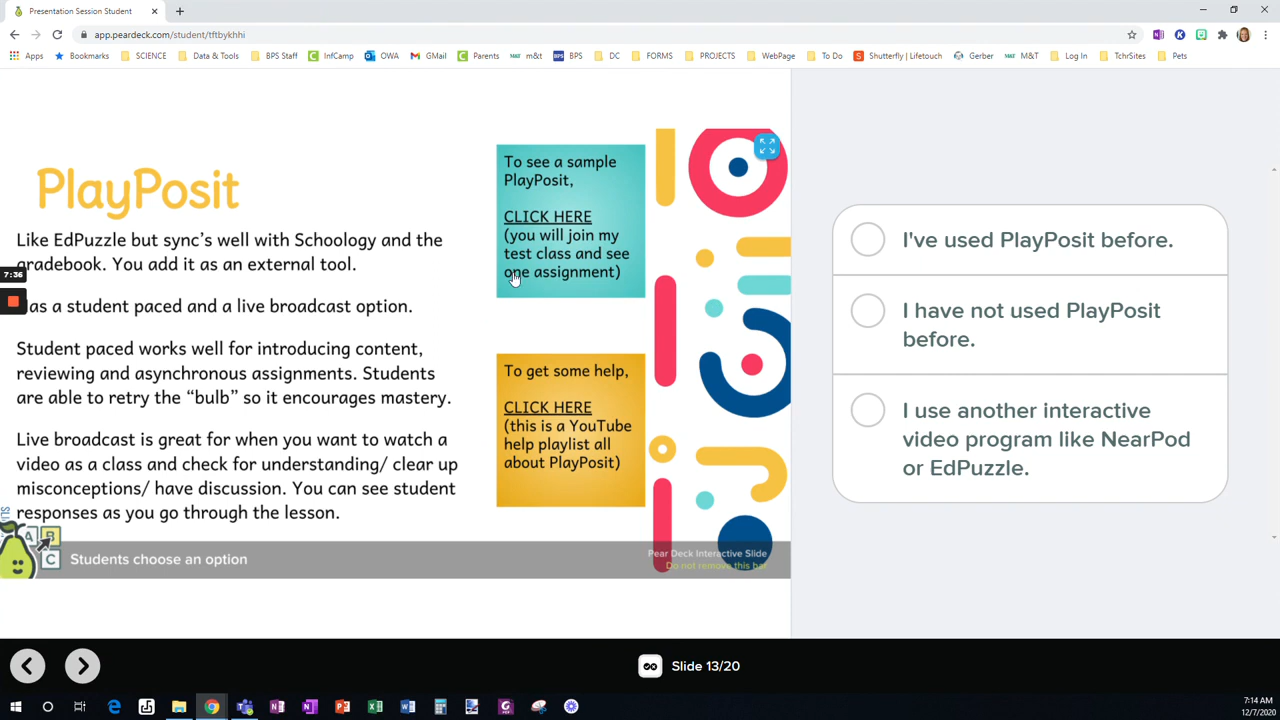 Presentation Session Student
app.peardeck.com/student/tftbykhhi
Apps
Bookmarks
SCIENCE
Data & Tools
BPS Staff
InfCamp
OWA
GMail
Parents
m&t
BPS
DC
FORMS
PROJECTS
WebPage
To Do
Shutterfly | Lifetouch
Gerber
M&T
Log In
TchrSites
Pets
PlayPosit
Like EdPuzzle but sync's well with Schoology and the
gradebook. You add it as an external tool.
7:36
as a student paced and a live broadcast option.
Student paced works well for introducing content,
reviewing and asynchronous assignments. Students
are able to retry the “bulb” so it encourages mastery.
Live broadcast is great for when you want to watch a
video as a class and check for understanding/ clear up
misconceptions/ have discussion. You can see student
responses as you go through the lesson.
To see a sample
PlayPosit,
CLICK HERE
(you will join my
test class and see
one assignment)
To get some help,
CLICK HERE
(this is a YouTube
help playlist all
about PlayPosit)
A
B
C
Students choose an option
Pear Deck Interactive Slide
Do not remove this bar
I've used PlayPosit before.
I have not used PlayPosit
before.
I use another interactive
video program like NearPod
or EdPuzzle.
Slide 13/20
7:14 AM
12/7/2020